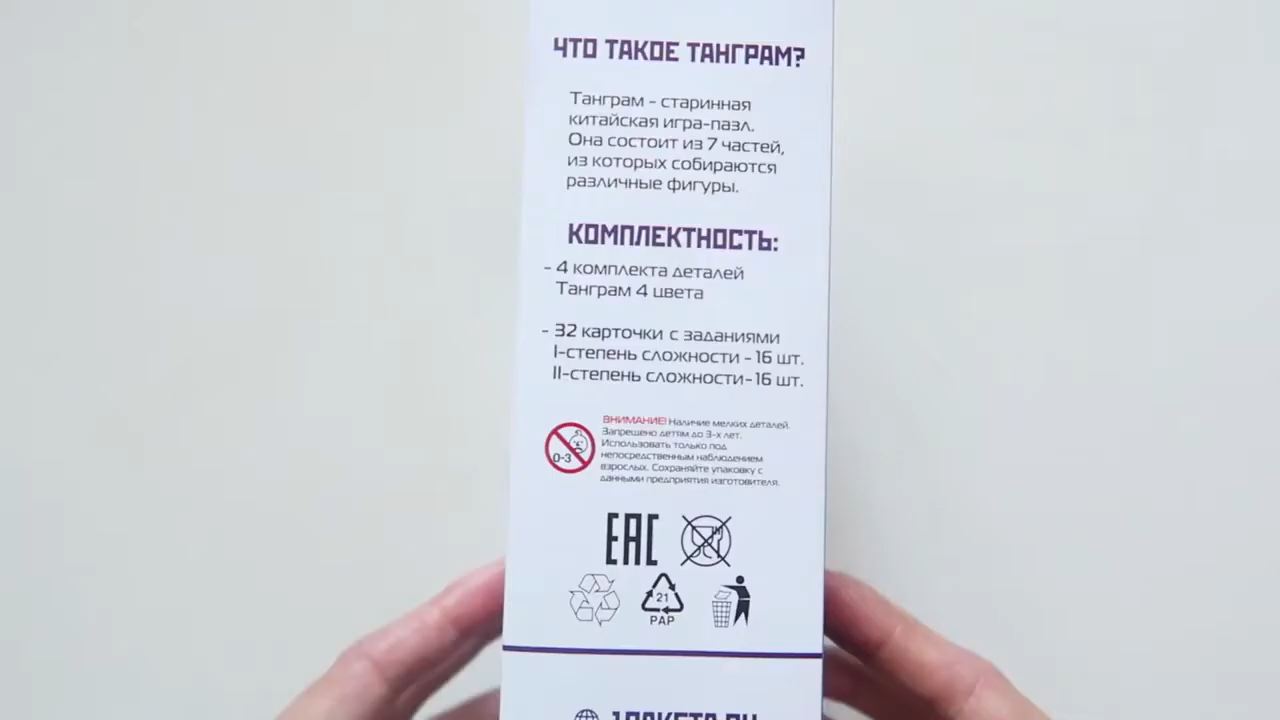 ЧТО ТАКОЕ ТАНГРАМ?
Танграм - старинная
китайская игра-пазл.
Она состоит из 7 частей,
из которых собираются
различные фигуры.
КОМПЛЕКТНОСТЬ:
- 4 комплекта деталей
Танграм 4 цвета
- 32 карточки с заданиями
I-степень сложности - 16 шт.
II-степень сложности-16 шт.
ВНИМАНИЕ! Наличие мелких деталей.
Запрещено детям до 3-х лет.
Использовать только под
непосредственным наблюдением
взрослых. Сохраняйте упаковку с
данными предприятия изготовителя.
0-3
EAC
21
PAP